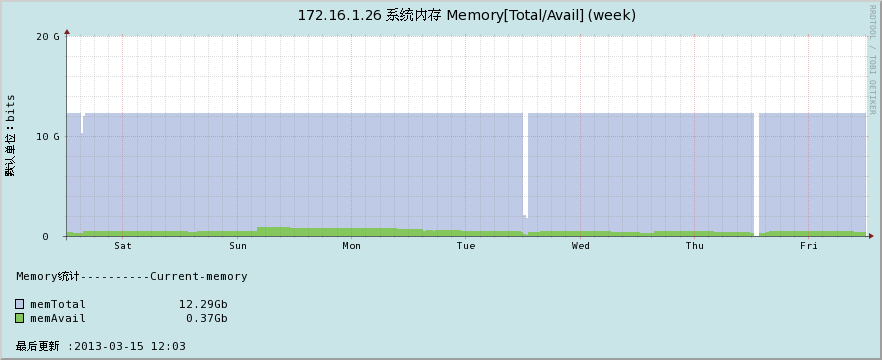 172.16.1.26 系统内存 Memory[Total/Avail] (week)
RRDTOOL / TOBI OETIKER
默认单位：bits
20 G
10 G
0
Sat Sun Mon Tue Wed Thu Fri
Memory统计----------Current-memory
memTotal 12.29Gb
memAvail 0.37Gb
最后更新 :2013-03-15 12:03